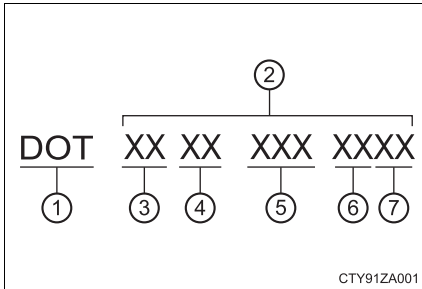 ②
DOT XX XX XXX XXXX
① ③ ④ ⑤ ⑥ ⑦
CTY91ZA001